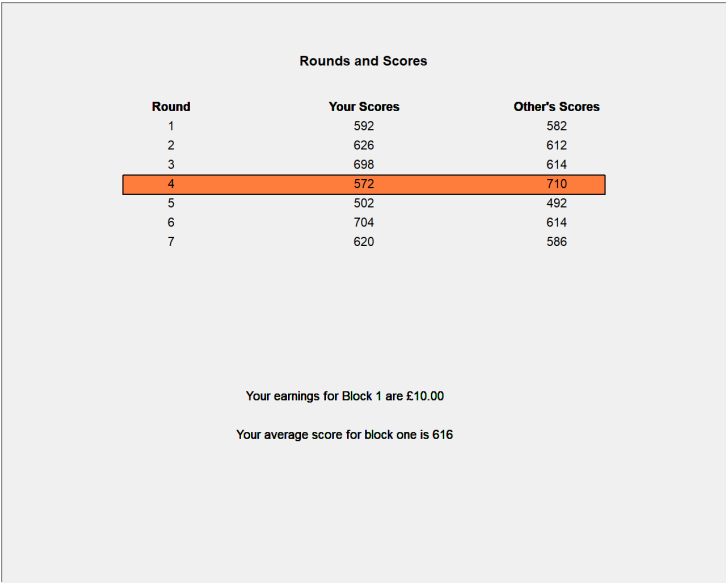 Rounds and Scores
Round Your Scores Other's Scores
1 592 582
2 626 612
3 698 614
4 572 710
5 502 492
6 704 614
7 620 586
Your earnings for Block 1 are £10.00
Your average score for block one is 616